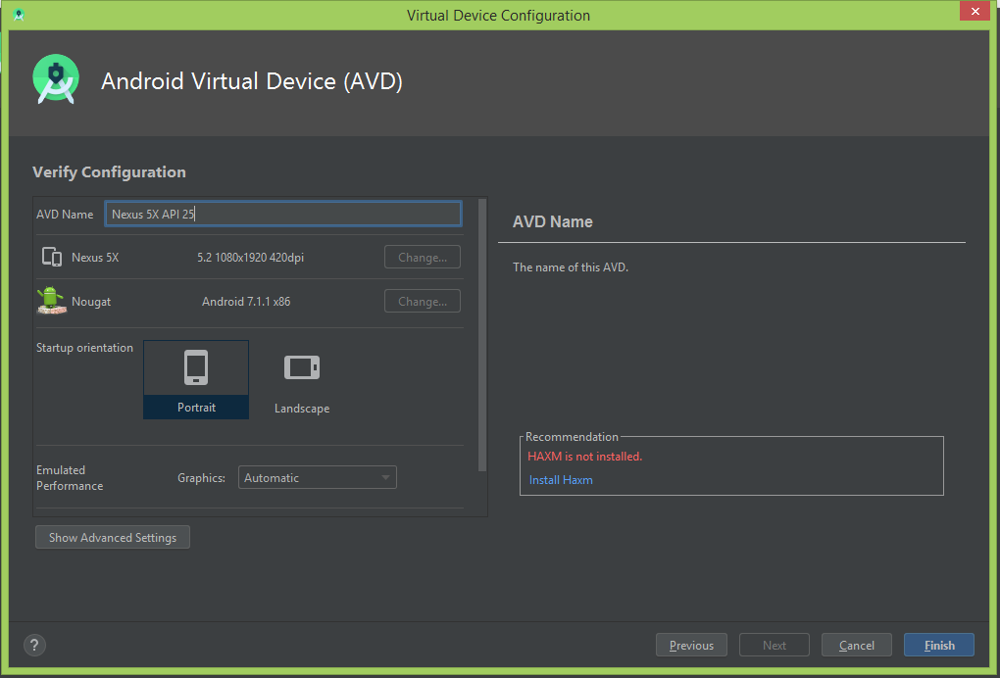 Virtual Device Configuration
Android Virtual Device (AVD)
Verify Configuration
AVD Name Nexus 5X API 25
Nexus 5X 5.2 1080x1920 420dpi Change...
Nougat Android 7.1.1 x86 Change...
Startup orientation
Portrait Landscape
Emulated
Performance
Graphics: Automatic
Show Advanced Settings
AVD Name
The name of this AVD.
Recommendation
HAXM is not installed.
Install Haxm
? Previous Next Cancel Finish